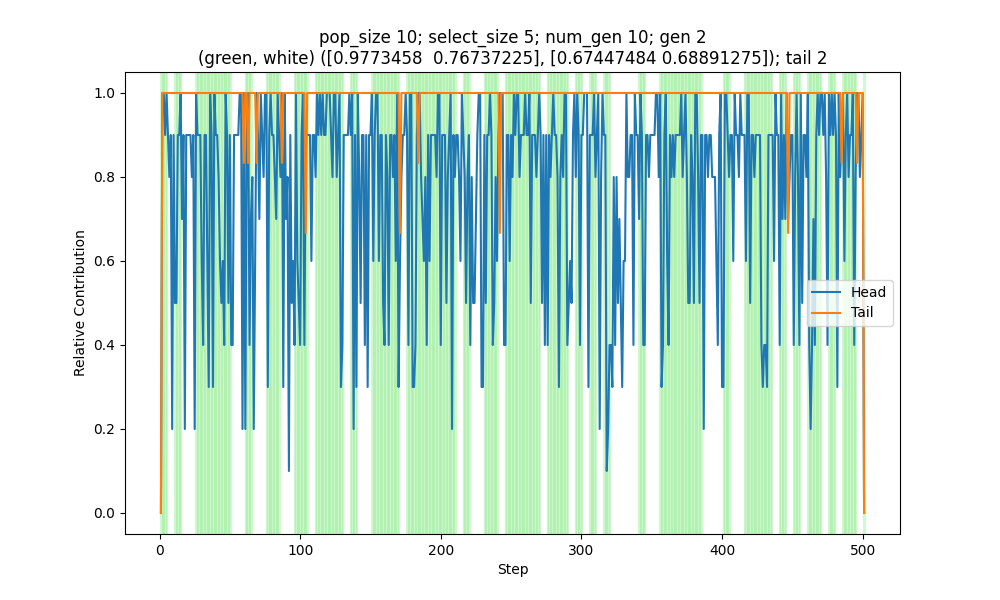 pop_size 10; select_size 5; num_gen 10; gen 2
(green, white) ([0.9773458  0.76737225], [0.67447484 0.68891275]); tail 2
1.0
0.8
0.6
0.4
0.2
0.0
Relative Contribution
Head
Tail
0
100
200
300
400
500
Step